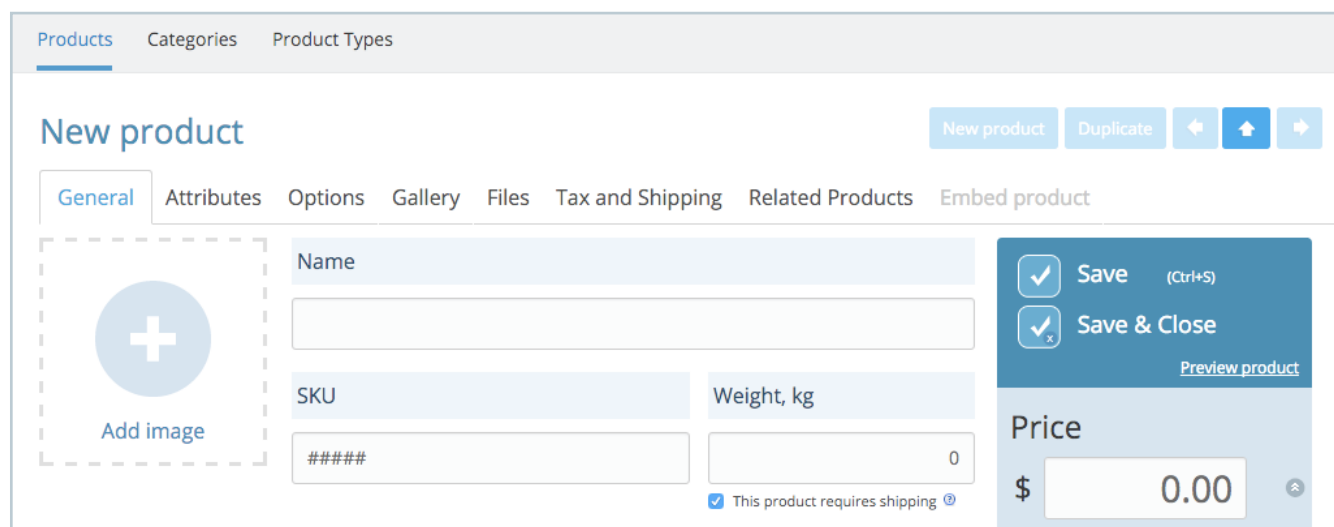 Products Categories Product Types
New product
New product Duplicate
General Attributes Options Gallery Files Tax and Shipping Related Products Embed product
Add image
Name
SKU
#####
Weight, kg
0
This product requires shipping
Save (Ctrl+S)
Save & Close
x
Preview product
Price
$ 0.00